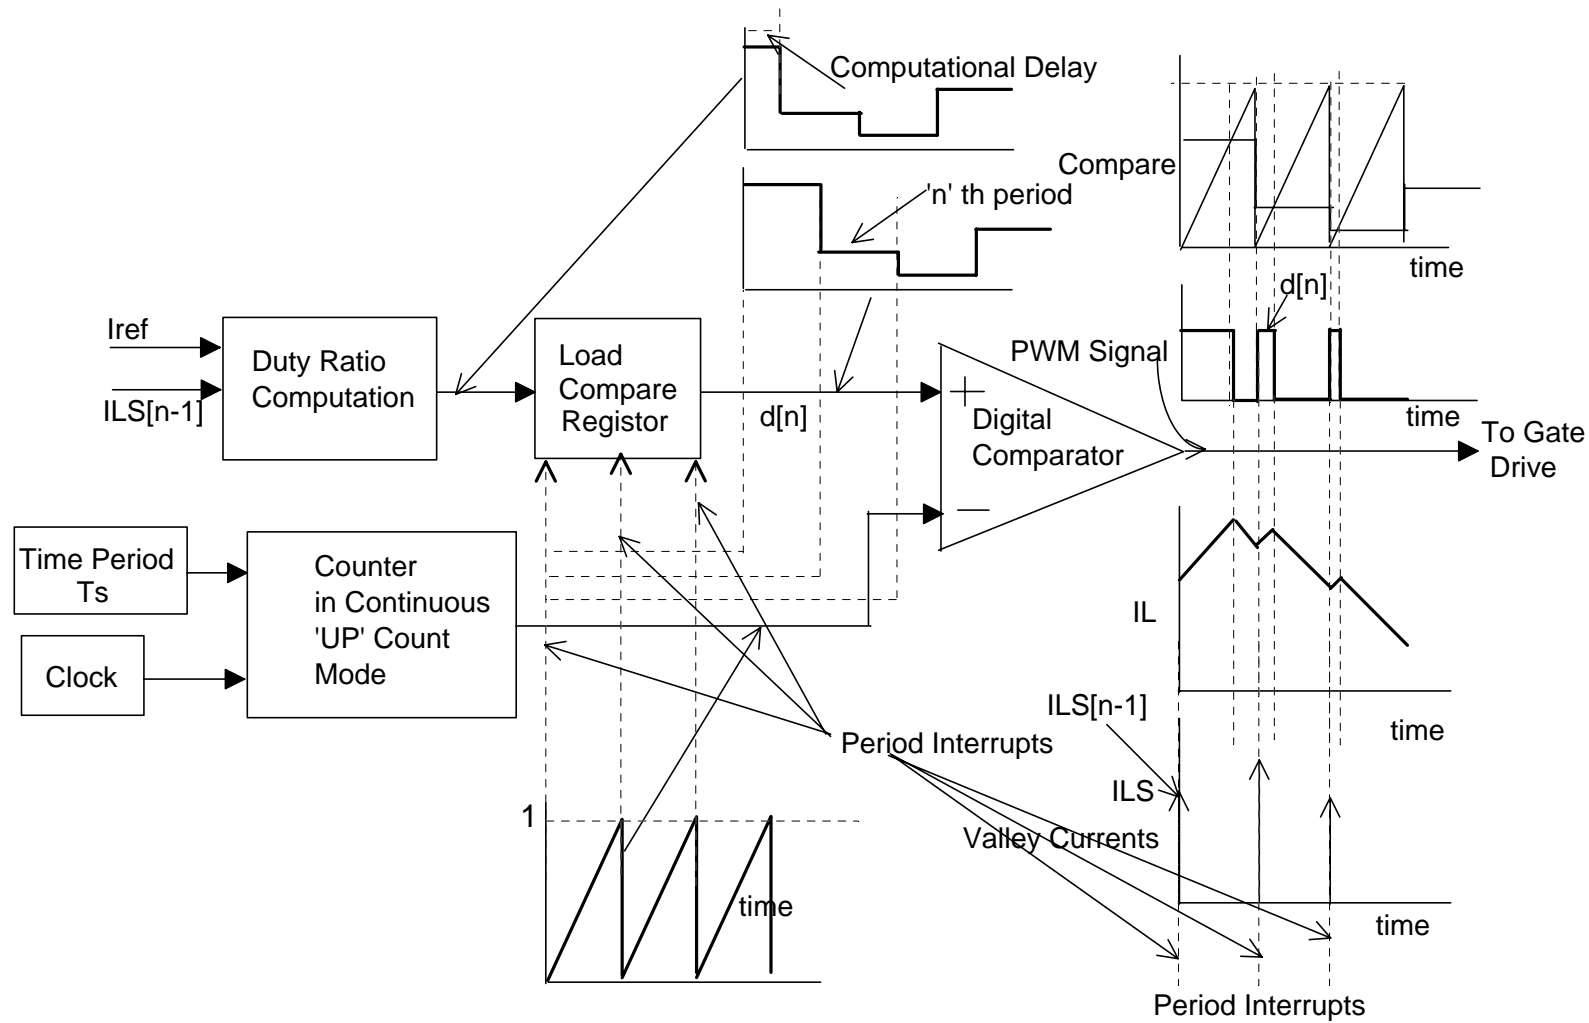 Computational Delay
Compare
'n' th period
time
d[n]
Iref
ILS[n-1]
Duty Ratio
Computation
Load
Compare
Registor
d[n]
PWM Signal
+
−
Digital
Comparator
time
To Gate
Drive
Time Period
Ts
Clock
Counter
in Continuous
'UP' Count
Mode
IL
time
ILS[n-1]
Period Interrupts
ILS
1
Valley Currents
time
time
Period Interrupts